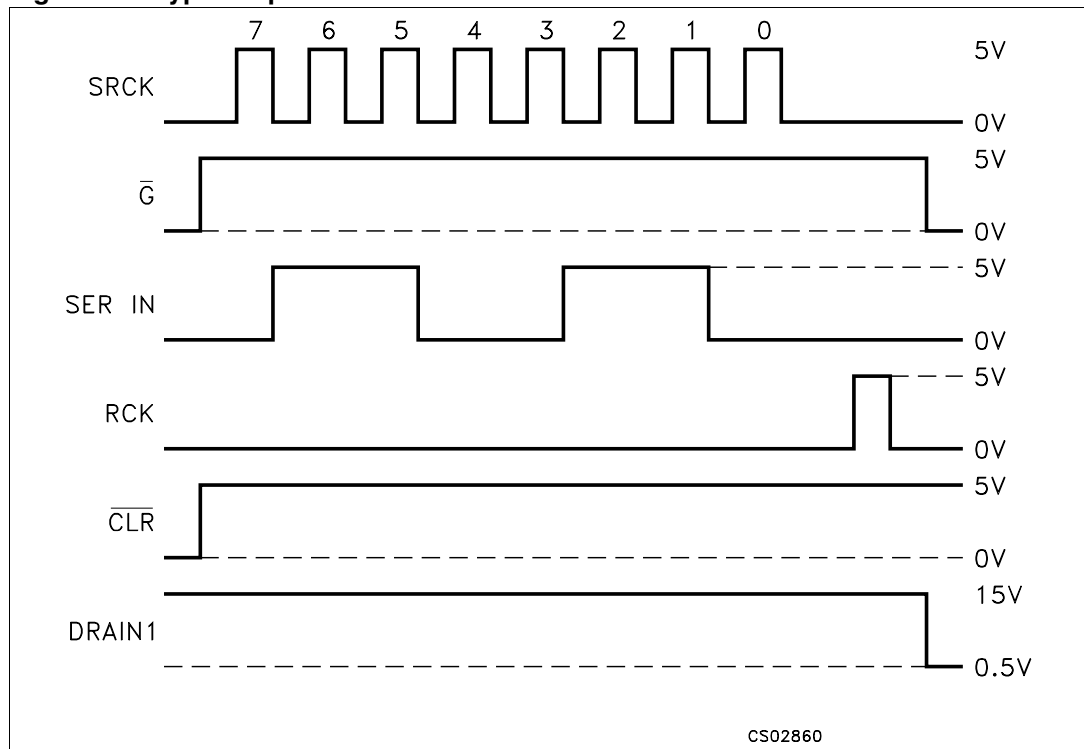 7 6 5 4 3 2 1 0
SRCK 5V
0V
G̅ 5V
0V
SER IN 5V
0V
RCK 5V
0V
C̅L̅R̅ 5V
0V
DRAIN1 15V
0.5V
CS02860